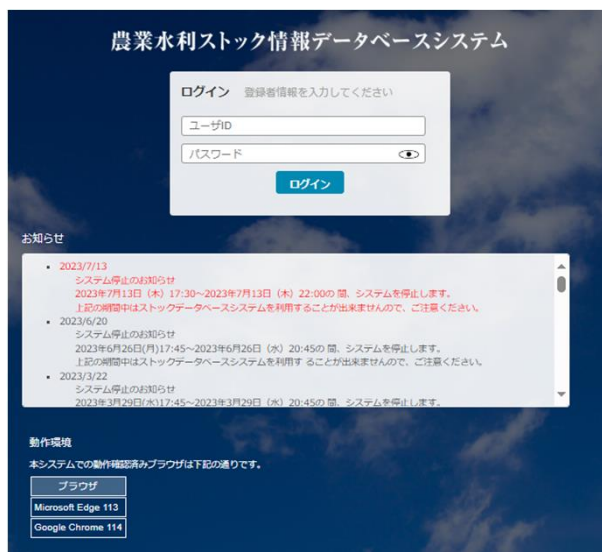 農業水利ストック情報データベースシステム
ログイン 登録者情報を入力してください
ユーザID
パスワード
ログイン
お知らせ
2023/7/13
システム停止のお知らせ
2023年7月13日（木）17:30～2023年7月13日（木）22:00の 間、システムを停止します。
上記の期間中はストックデータベースシステムを利用することが出来ませんので、ご注意ください。
2023/6/20
システム停止のお知らせ
2023年6月26日(月)17:45～2023年6月26日（水）20:45の 間、システムを停止します。
上記の期間中はストックデータベースシステムを利用す ることが出来ませんので、ご注意ください。
2023/3/22
システム停止のお知らせ
2023年3月29日(水)17:45～2023年3月29日（水）20:45の 間、システムを停止します。
動作環境
本システムでの動作確認済みブラウザは下記の通りです。
ブラウザ
Microsoft Edge 113
Google Chrome 114